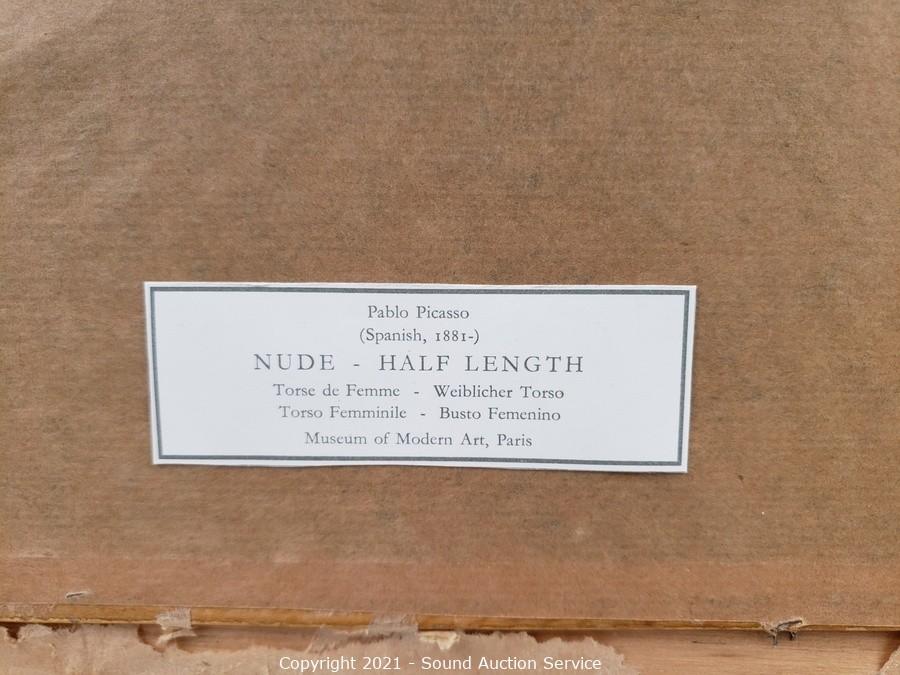 Pablo Picasso
(Spanish, 1881-)
NUDE - HALF LENGTH
Torse de Femme - Weiblicher Torso
Torso Femminile - Busto Femenino
Museum of Modern Art, Paris
Copyright 2021 - Sound Auction Service